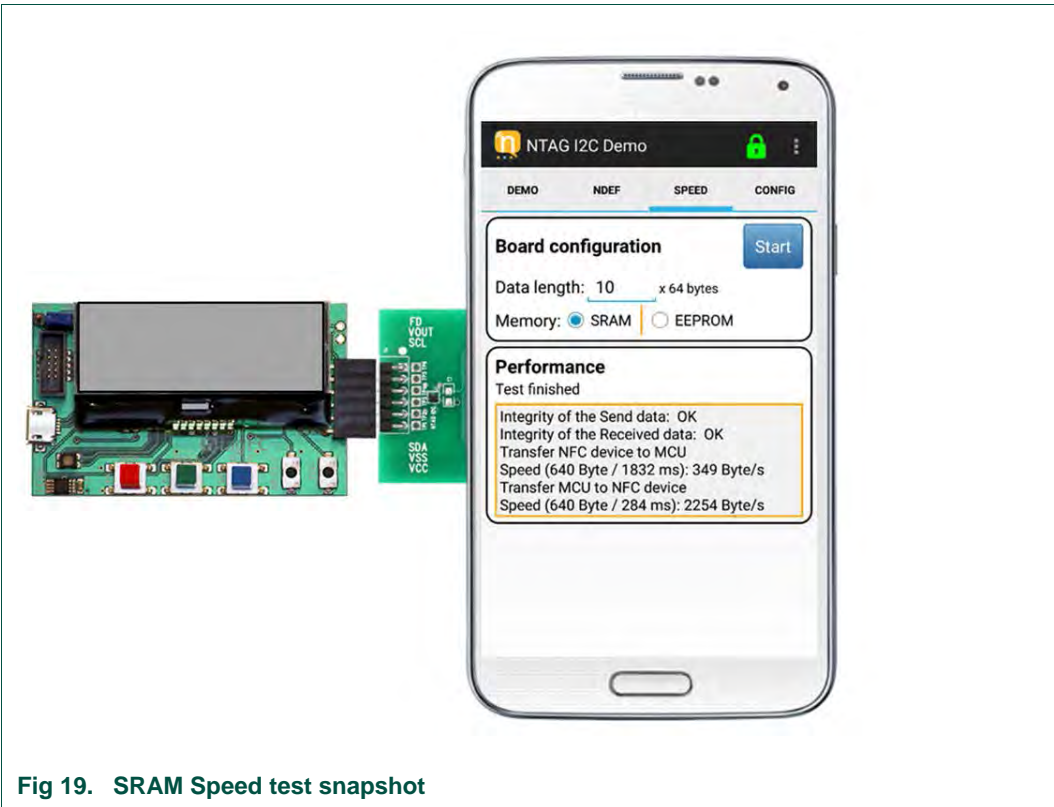 NTAG I2C Demo
DEMO NDEF SPEED CONFIG
Board configuration
Start
Data length: 10 x 64 bytes
Memory: SRAM EEPROM
Performance
Test finished
Integrity of the Send data: OK
Integrity of the Received data: OK
Transfer NFC device to MCU
Speed (640 Byte / 1832 ms): 349 Byte/s
Transfer MCU to NFC device
Speed (640 Byte / 284 ms): 2254 Byte/s
FD
VOUT
SCL
SDA
VSS
VCC
Fig 19. SRAM Speed test snapshot